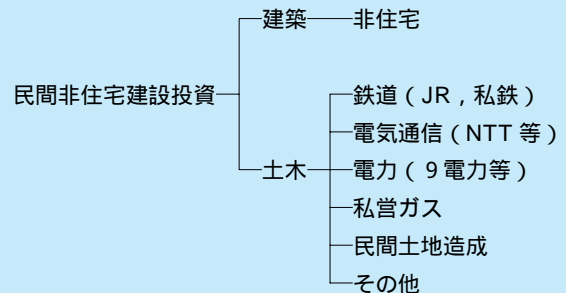 建築
非住宅
民間非住宅建設投資
鉄道（JR，私鉄）
電気通信（NTT 等）
土木
電力（９電力等）
私営ガス
民間土地造成
その他